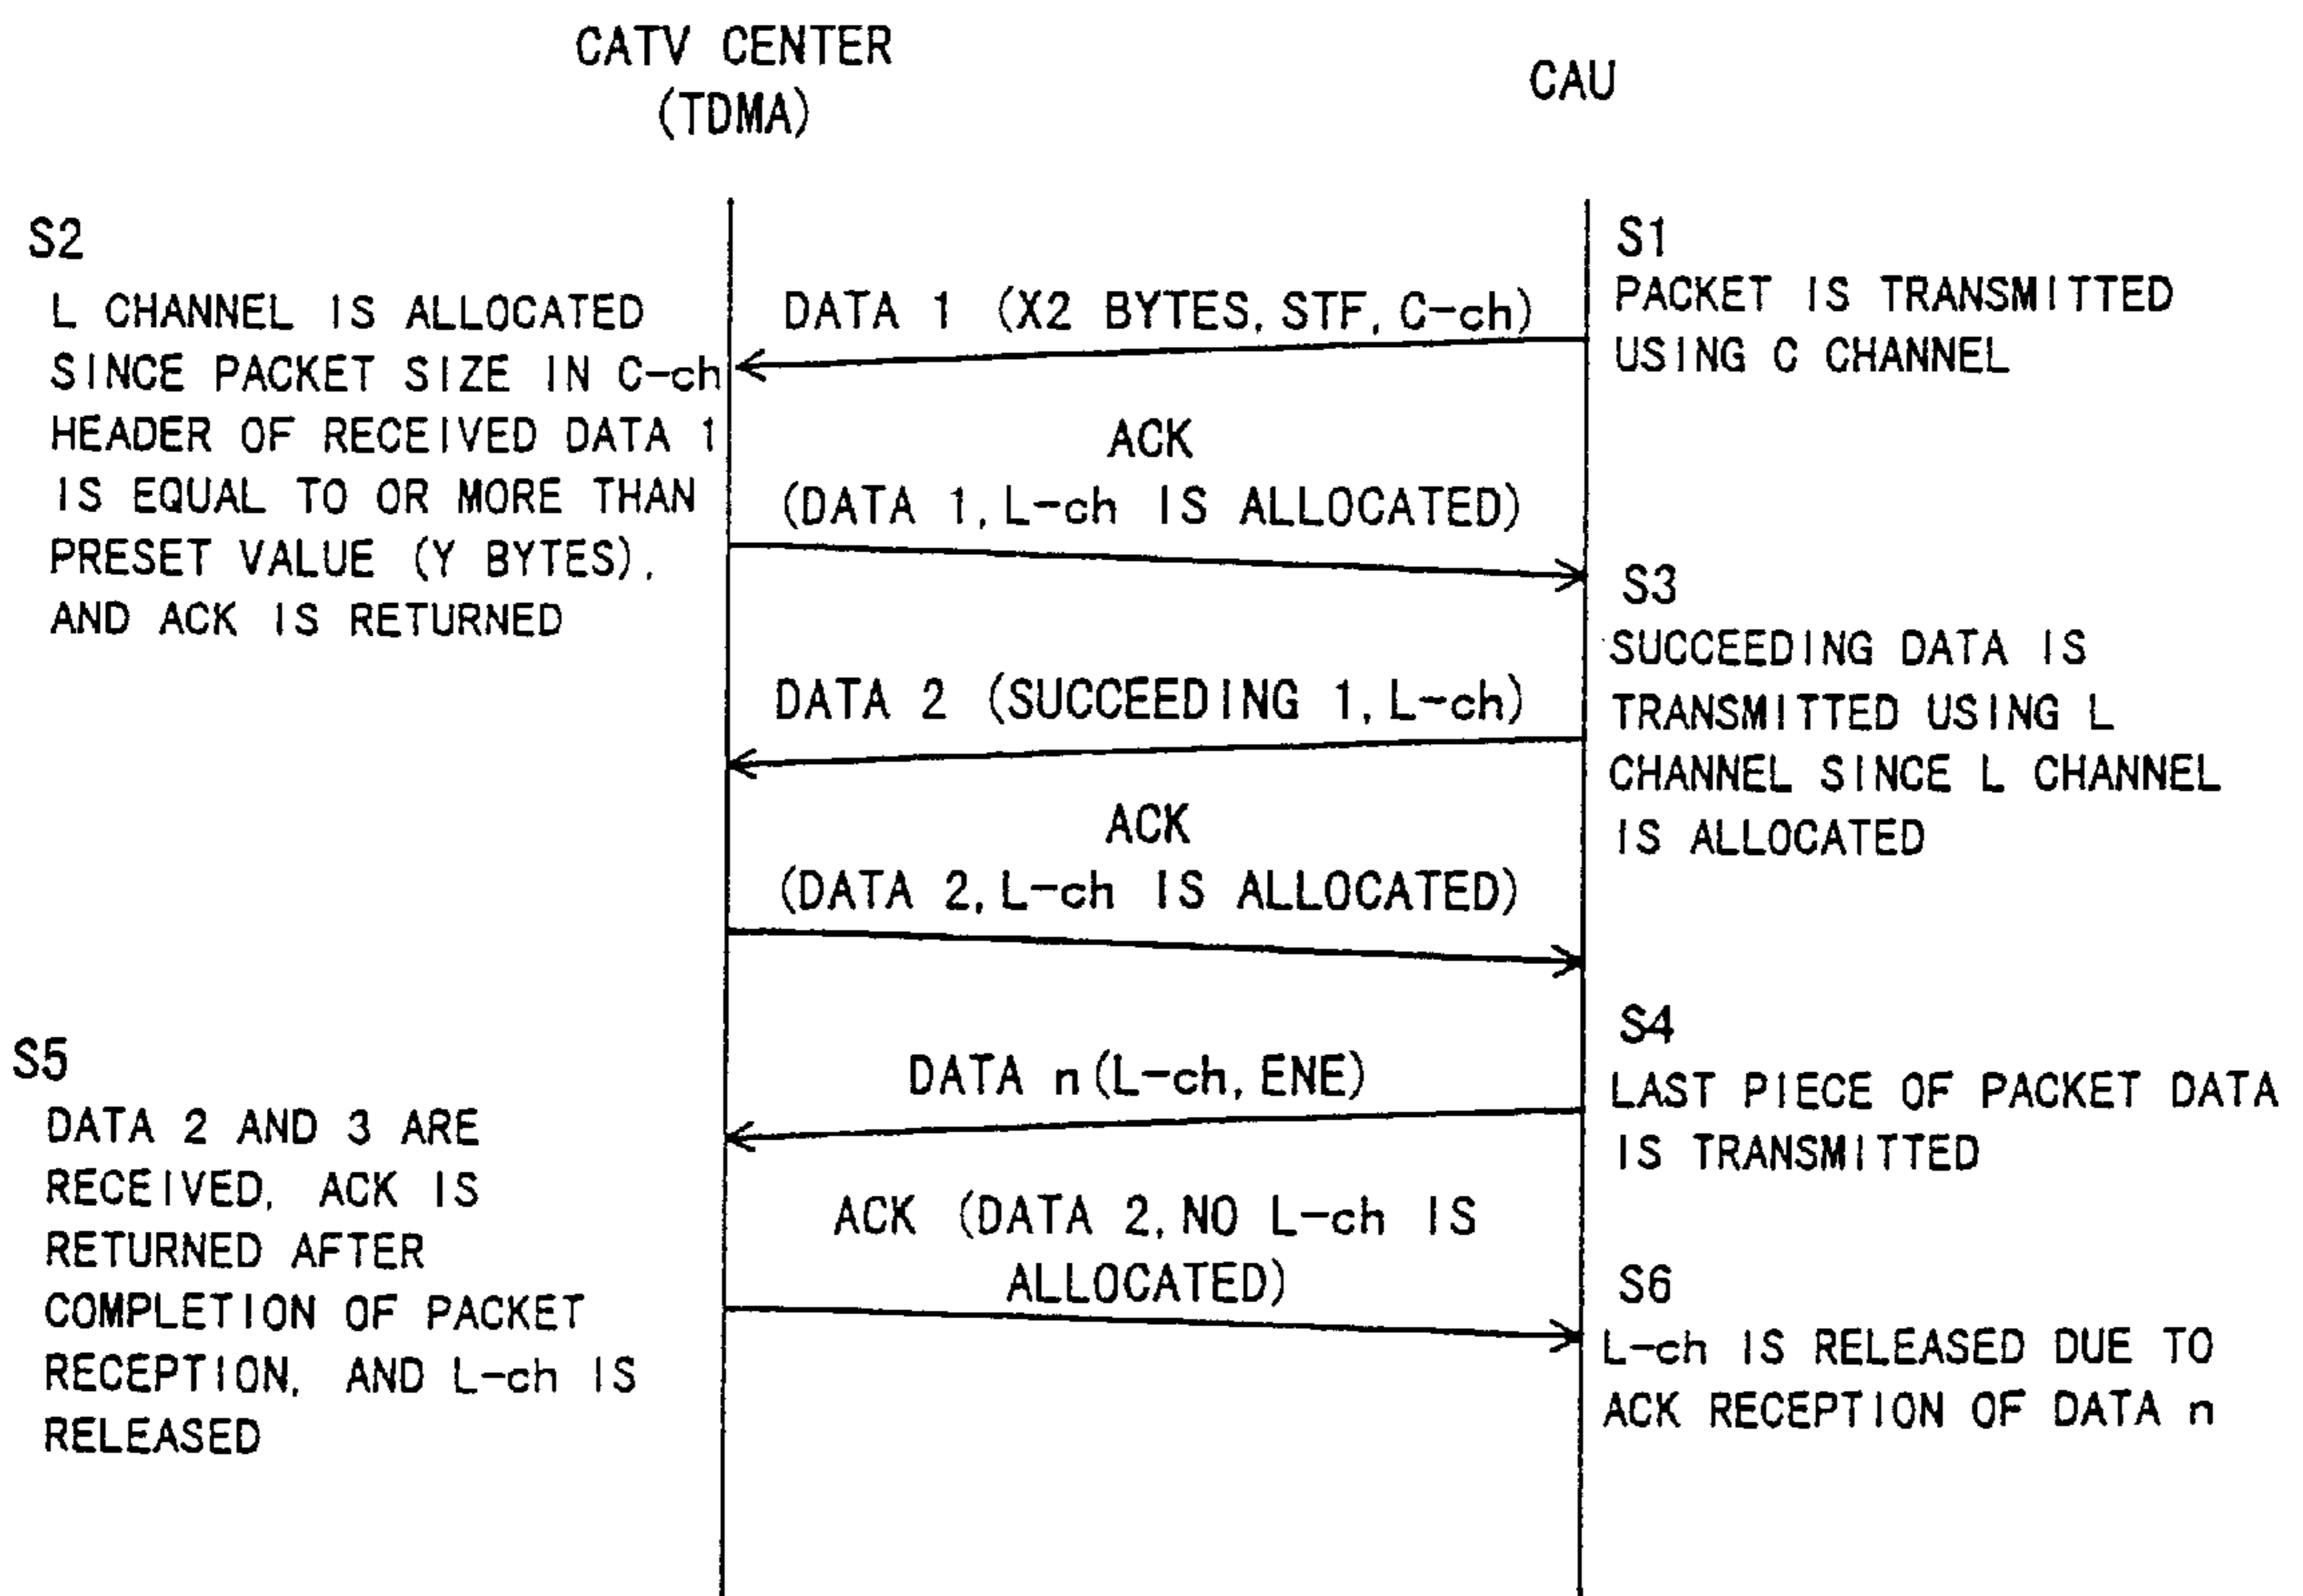 CATV CENTER
(TDMA)
CAU
S2
L CHANNEL IS ALLOCATED
SINCE PACKET SIZE IN C-ch
HEADER OF RECEIVED DATA 1
IS EQUAL TO OR MORE THAN
PRESET VALUE (Y BYTES),
AND ACK IS RETURNED
DATA 1 (X2 BYTES, STF, C-ch)
S1
PACKET IS TRANSMITTED
USING C CHANNEL
ACK
(DATA 1, L-ch IS ALLOCATED)
S3
SUCCEEDING DATA IS
TRANSMITTED USING L
CHANNEL SINCE L CHANNEL
IS ALLOCATED
DATA 2 (SUCCEEDING 1, L-ch)
ACK
(DATA 2, L-ch IS ALLOCATED)
S4
LAST PIECE OF PACKET DATA
IS TRANSMITTED
DATA n(L-ch, ENE)
S5
DATA 2 AND 3 ARE
RECEIVED, ACK IS
RETURNED AFTER
COMPLETION OF PACKET
RECEPTION, AND L-ch IS
RELEASED
ACK (DATA 2, NO L-ch IS
ALLOCATED)
S6
L-ch IS RELEASED DUE TO
ACK RECEPTION OF DATA n